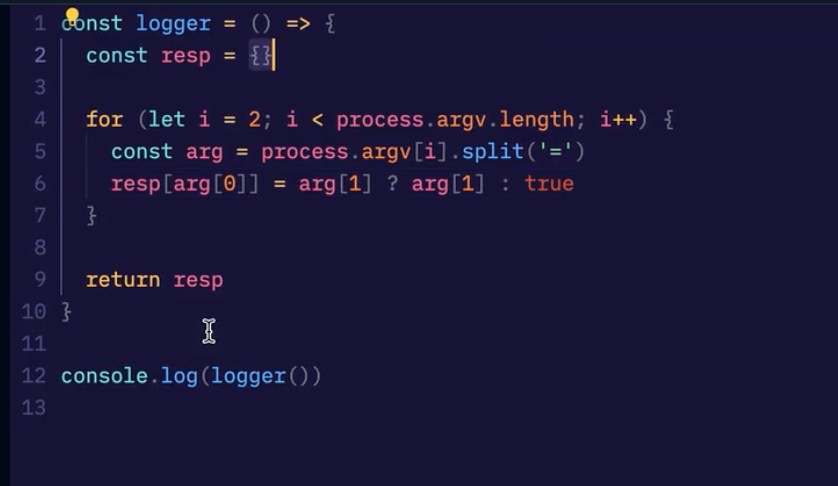 1 const logger = () => {
2 const resp = {}
3
4 for (let i = 2; i < process.argv.length; i++) {
5 const arg = process.argv[i].split('=')
6 resp[arg[0]] = arg[1] ? arg[1] : true
7 }
8
9 return resp
10 }
11
12 console.log(logger())
13